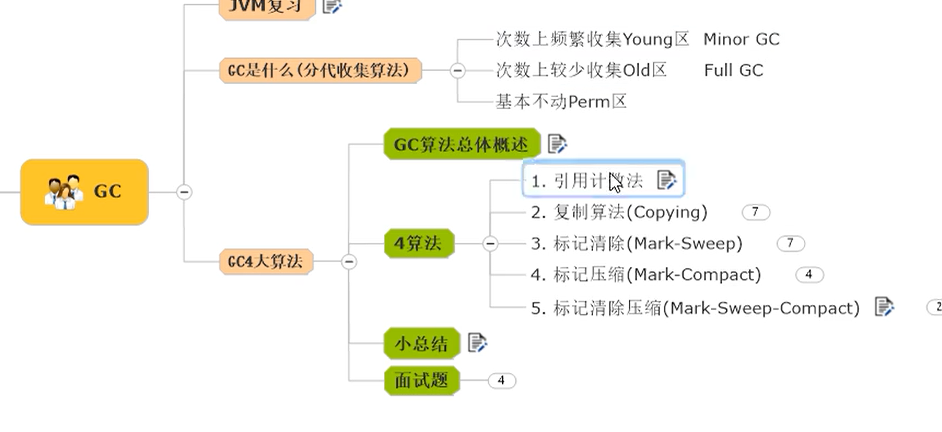 JVM复习
GC是什么(分代收集算法)
次数上频繁收集Young区 Minor GC
次数上较少收集Old区 Full GC
基本不动Perm区
GC
GC4大算法
GC算法总体概述
4算法
1. 引用计数法
2. 复制算法(Copying) 7
3. 标记清除(Mark-Sweep) 7
4. 标记压缩(Mark-Compact) 4
5. 标记清除压缩(Mark-Sweep-Compact) 2
小总结
面试题 4